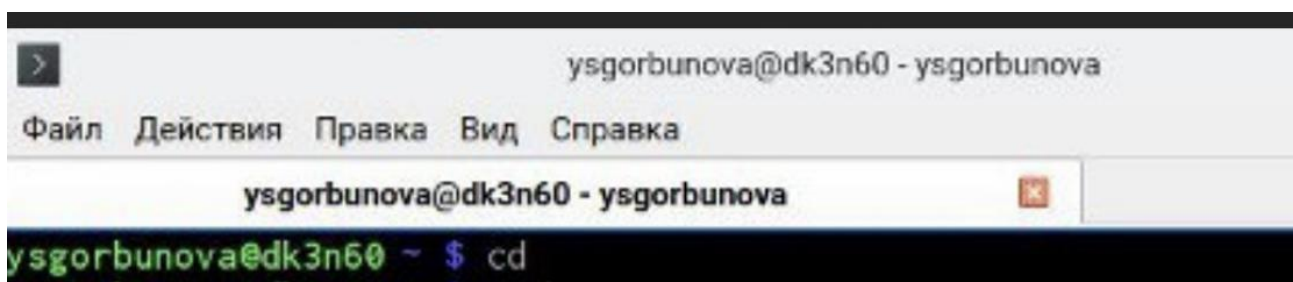 ysgorbunova@dk3n60 - ysgorbunova
Файл Действия Правка Вид Справка
ysgorbunova@dk3n60 - ysgorbunova
ysgorbunova@dk3n60 ~ $ cd